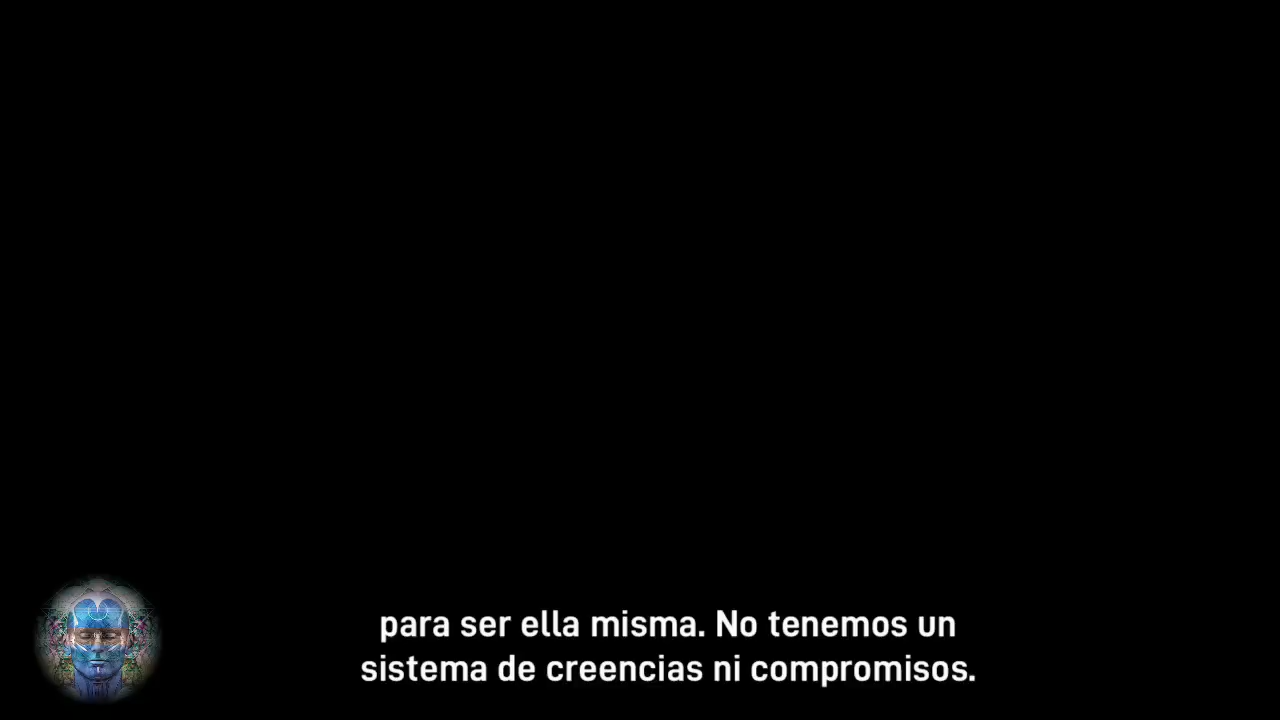 para ser ella misma. No tenemos un
sistema de creencias ni compromisos.